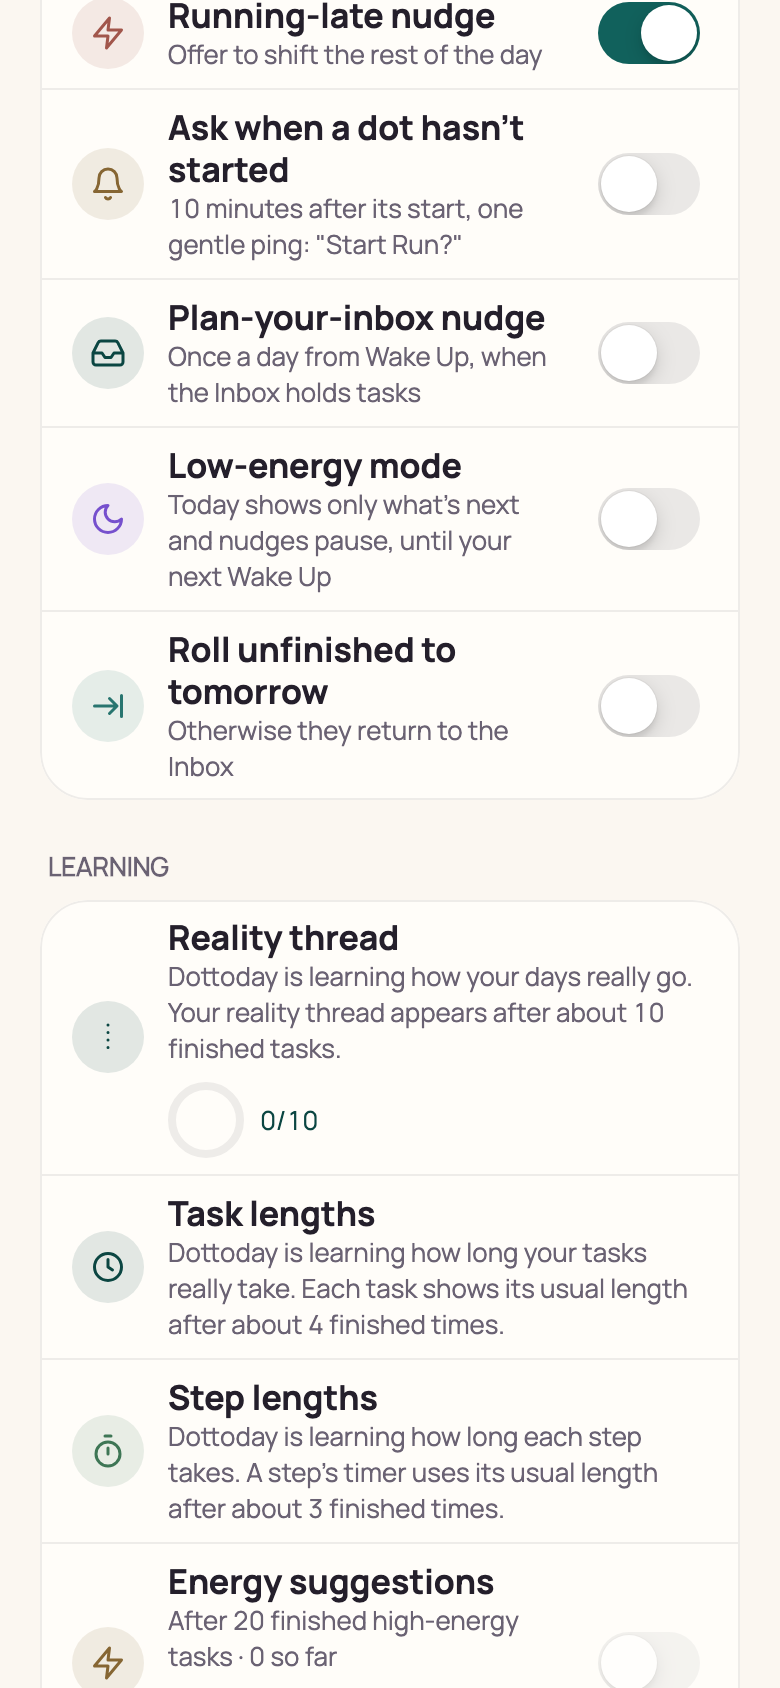 Running-late nudge
Offer to shift the rest of the day
Ask when a dot hasn’t
started
10 minutes after its start, one
gentle ping: "Start Run?"
Plan-your-inbox nudge
Once a day from Wake Up, when
the Inbox holds tasks
Low-energy mode
Today shows only what’s next
and nudges pause, until your
next Wake Up
Roll unfinished to
tomorrow
Otherwise they return to the
Inbox
LEARNING
Reality thread
Dottoday is learning how your days really go.
Your reality thread appears after about 10
finished tasks.
0/10
Task lengths
Dottoday is learning how long your tasks
really take. Each task shows its usual length
after about 4 finished times.
Step lengths
Dottoday is learning how long each step
takes. A step’s timer uses its usual length
after about 3 finished times.
Energy suggestions
After 20 finished high-energy
tasks · 0 so far